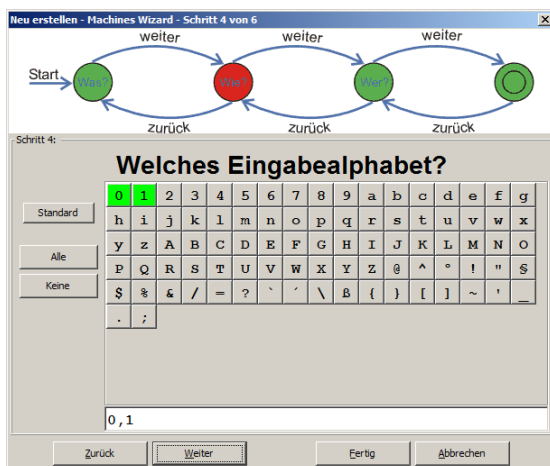 Neu erstellen - Machines Wizard - Schritt 4 von 6
weiter weiter weiter
Start
Was? Wie? Wer?
zurück zurück zurück
Schritt 4:
Welches Eingabealphabet?
0 1 2 3 4 5 6 7 8 9 a b c d e f g
Standard
h i j k l m n o p q r s t u v w x
y z A B C D E F G H I J K L M N O
Alle
P Q R S T U V W X Y Z @ ^ ° ! " §
Keine
$ % & / = ? ` ´ \ ß { } [ ] ~ ' _
. ;
0,1
Zurück Weiter Fertig Abbrechen